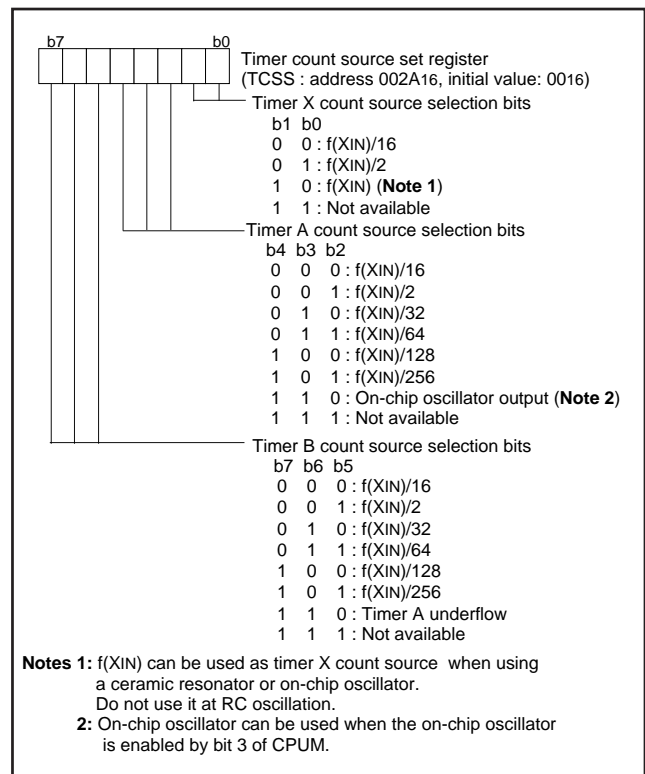 b7 b0
Timer count source set register
(TCSS : address 002A16, initial value: 0016)
Timer X count source selection bits
b1 b0
0 0 : f(XIN)/16
0 1 : f(XIN)/2
1 0 : f(XIN) (Note 1)
1 1 : Not available
Timer A count source selection bits
b4 b3 b2
0 0 0 : f(XIN)/16
0 0 1 : f(XIN)/2
0 1 0 : f(XIN)/32
0 1 1 : f(XIN)/64
1 0 0 : f(XIN)/128
1 0 1 : f(XIN)/256
1 1 0 : On-chip oscillator output (Note 2)
1 1 1 : Not available
Timer B count source selection bits
b7 b6 b5
0 0 0 : f(XIN)/16
0 0 1 : f(XIN)/2
0 1 0 : f(XIN)/32
0 1 1 : f(XIN)/64
1 0 0 : f(XIN)/128
1 0 1 : f(XIN)/256
1 1 0 : Timer A underflow
1 1 1 : Not available
Notes 1: f(XIN) can be used as timer X count source when using
a ceramic resonator or on-chip oscillator.
Do not use it at RC oscillation.
2: On-chip oscillator can be used when the on-chip oscillator
is enabled by bit 3 of CPUM.